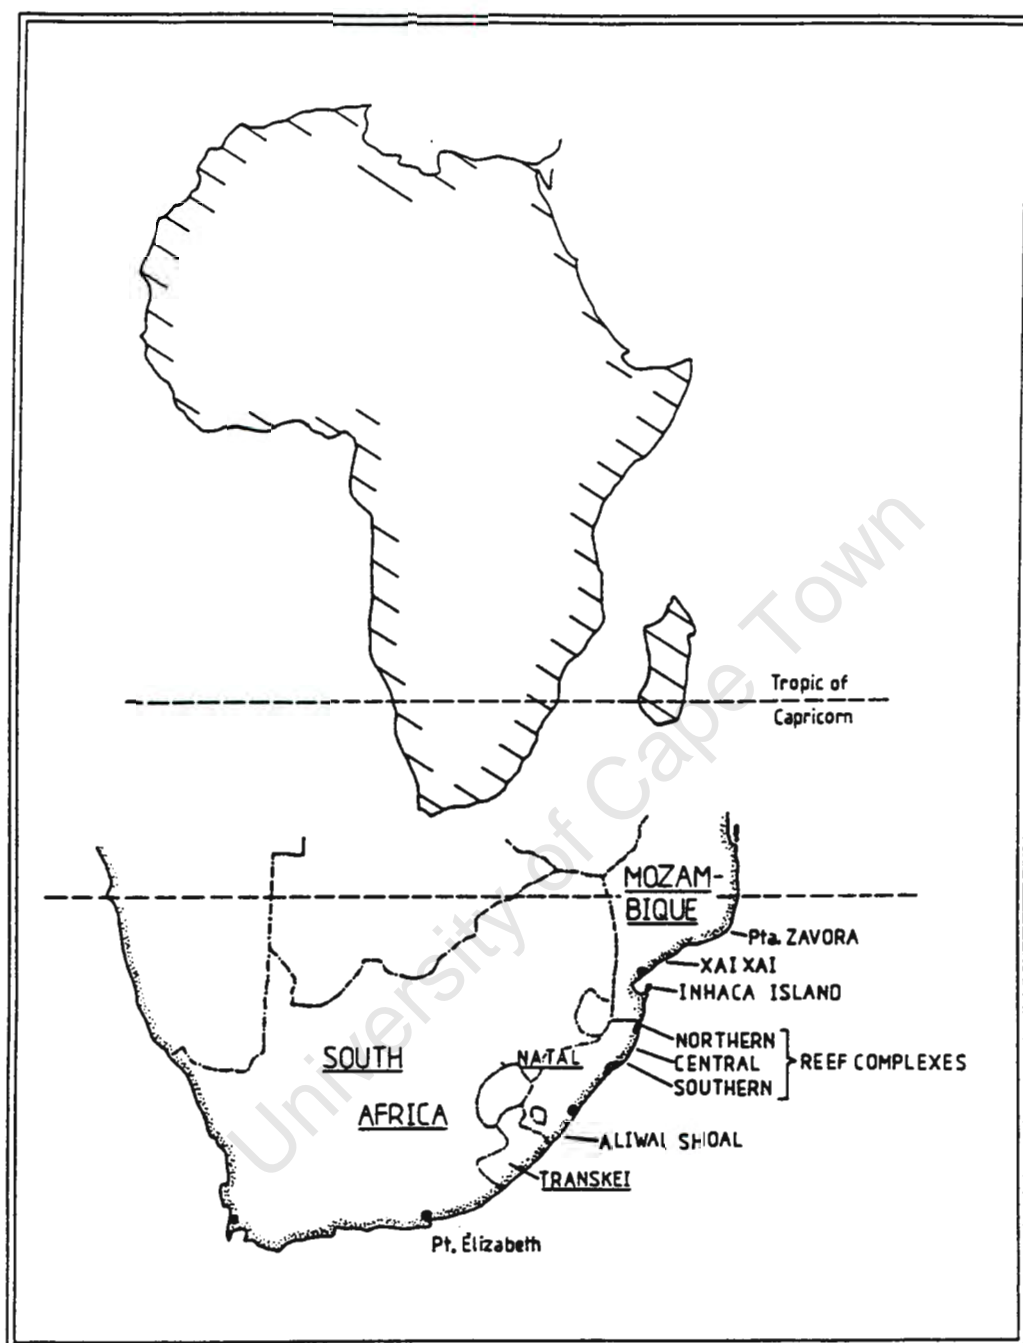 Tropic of
Capricorn
MOZAM-
BIQUE
Pta. ZAVORA
XAI XAI
INHACA ISLAND
NORTHERN
CENTRAL
SOUTHERN
REEF COMPLEXES
SOUTH
AFRICA
NATAL
ALIWAL SHOAL
TRANSKEI
Pt. Elizabeth
University of Cape Town